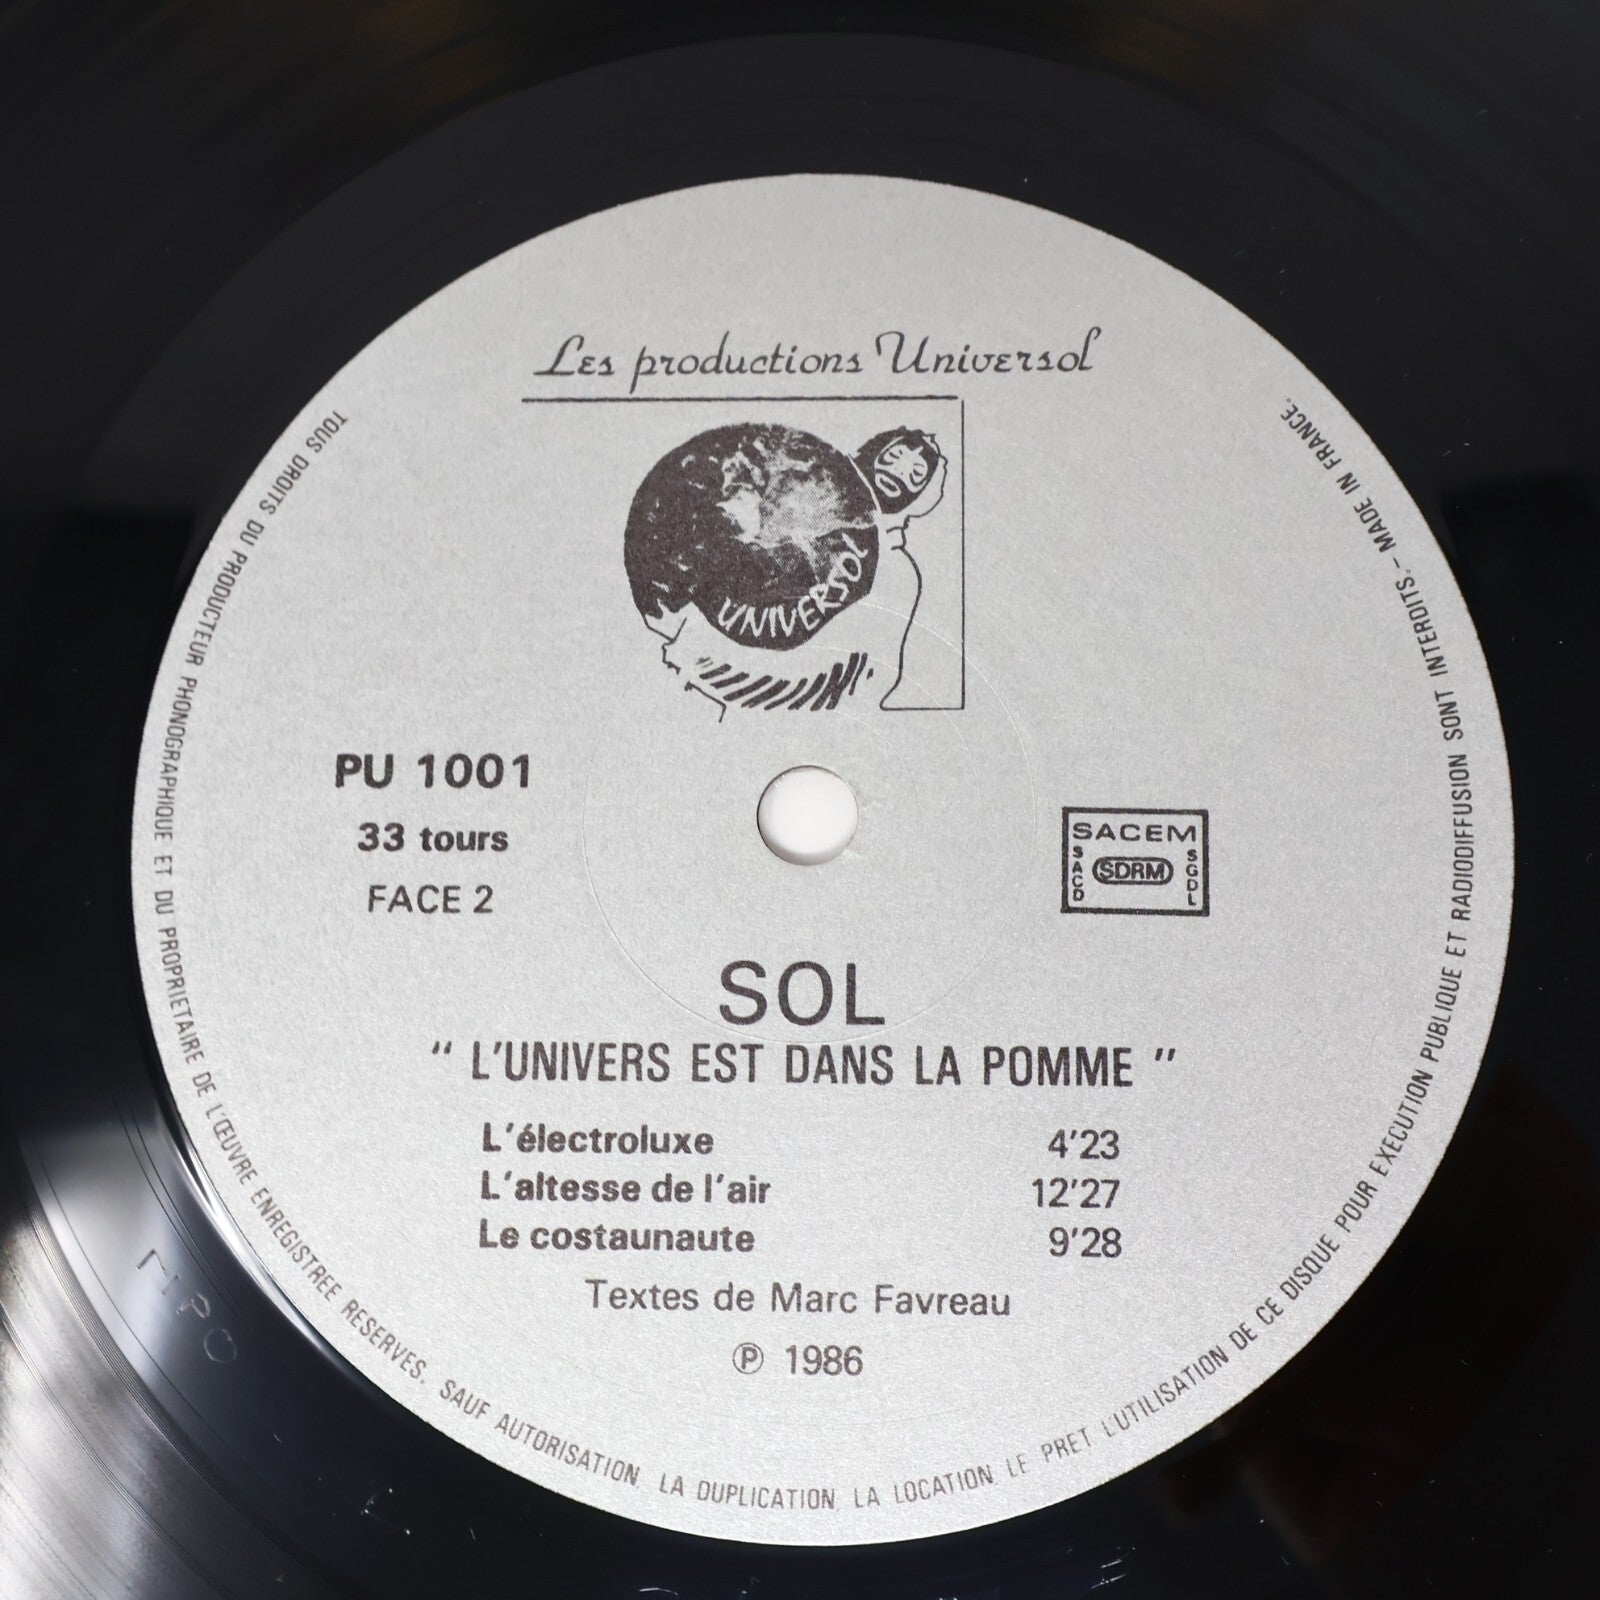 Les productions Universol
UNIVERSOL
PU 1001
33 tours
FACE 2
SACEM
SACD
SDRM
SGDL
SOL
" L'UNIVERS EST DANS LA POMME "
L'électroluxe 4'23
L'altesse de l'air 12'27
Le costaunaute 9'28
Textes de Marc Favreau
℗ 1986
TOUS DROITS DU PRODUCTEUR PHONOGRAPHIQUE ET DU PROPRIETAIRE DE L'ŒUVRE ENREGISTREE RESERVES. SAUF AUTORISATION, LA DUPLICATION, LA LOCATION LE PRET L'UTILISATION DE CE DISQUE POUR EXECUTION PUBLIQUE ET RADIODIFFUSION SONT INTERDITS. – MADE IN FRANCE.